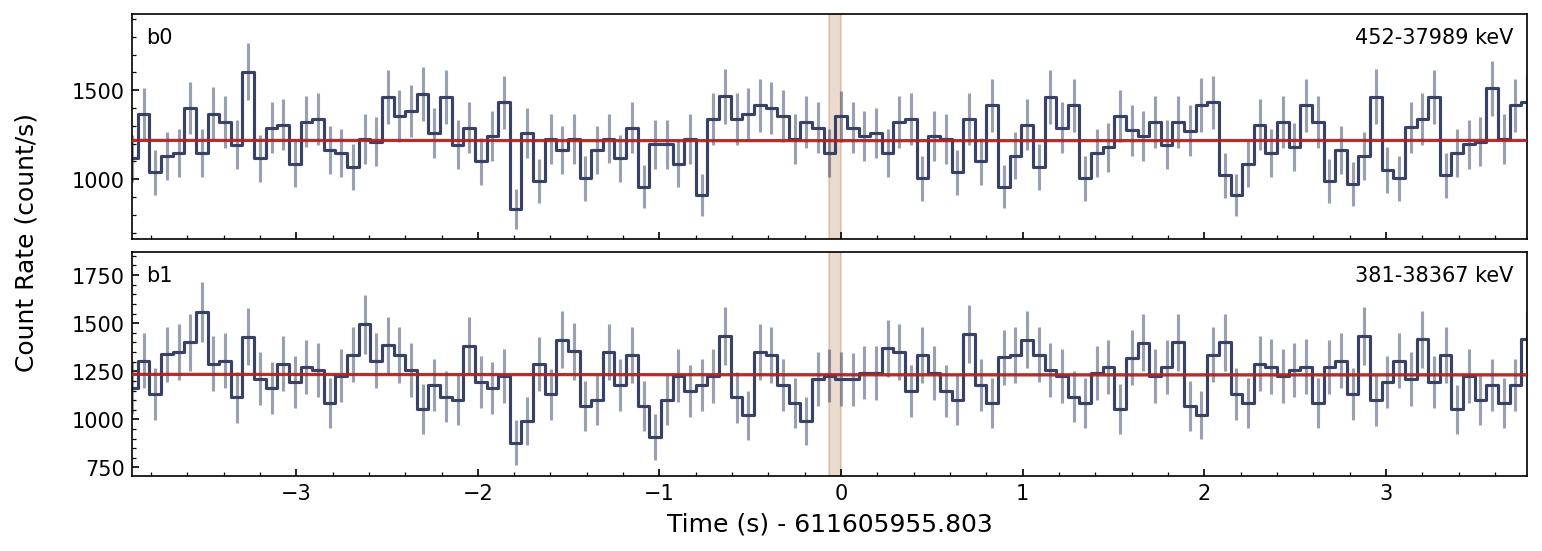 b0
452-37989 keV
1500
1000
b1
381-38367 keV
1750
1500
1250
1000
750
Count Rate (count/s)
−3
−2
−1
0
1
2
3
Time (s) - 611605955.803